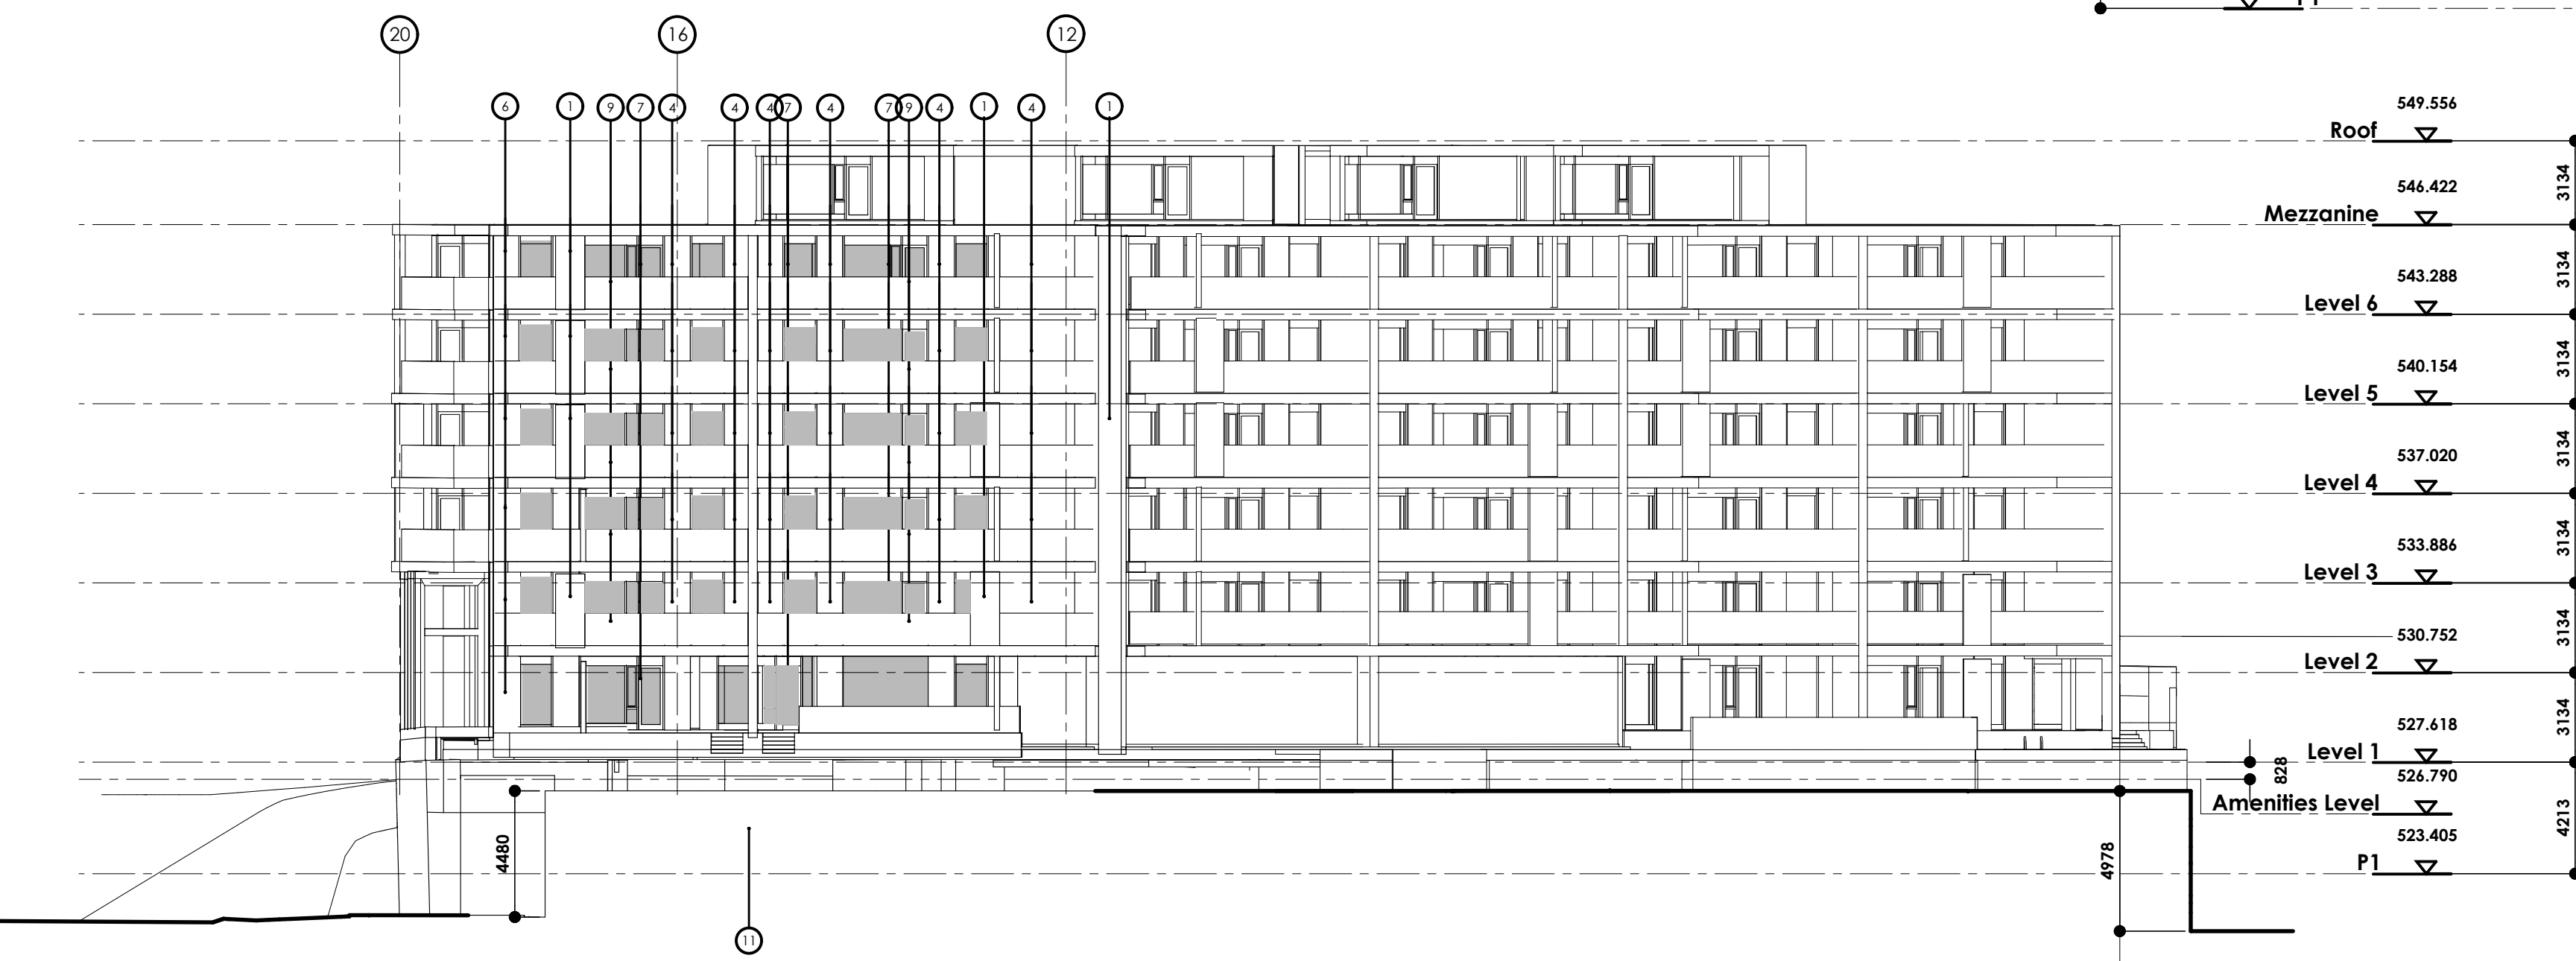 20 16 12
6 1 9 7 4 4 4 7 4 7 9 4 1 4 1
549.556
Roof
3134
546.422
Mezzanine
3134
543.288
Level 6
3134
540.154
Level 5
3134
537.020
Level 4
3134
533.886
Level 3
3134
530.752
Level 2
3134
527.618
Level 1
828
526.790
Amenities Level
4213
523.405
P1
4480
4978
11